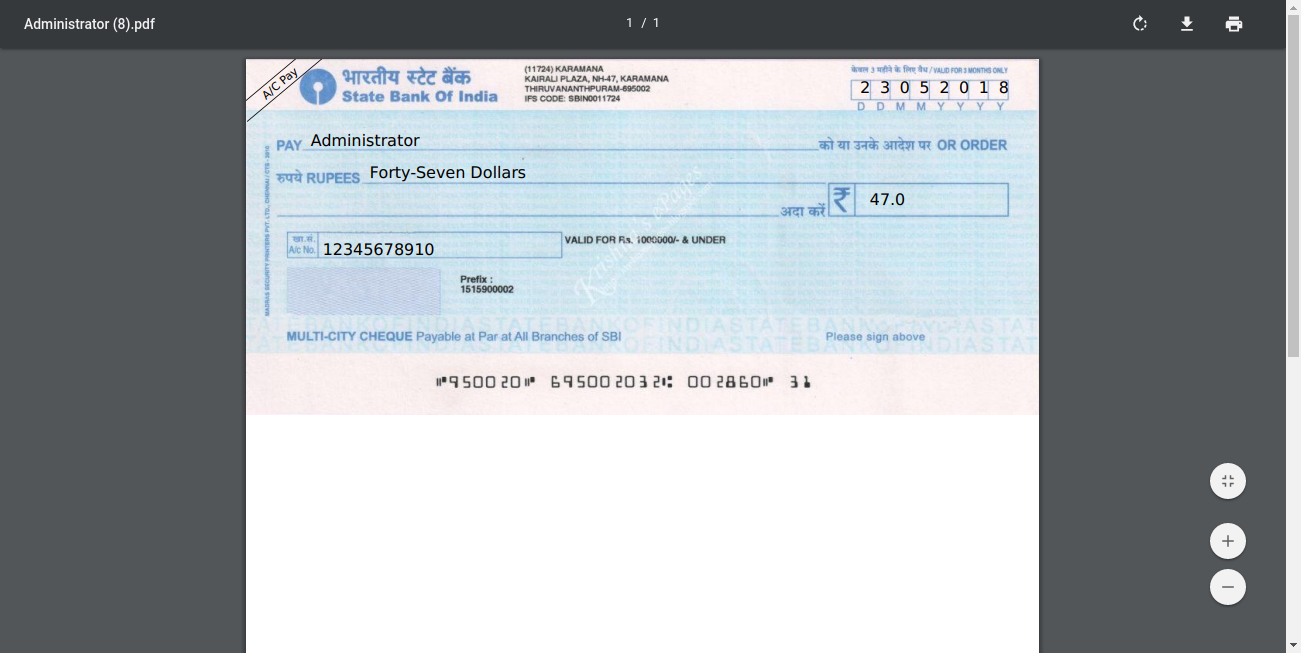 Administrator (8).pdf
1 / 1
A/C Pay
भारतीय स्टेट बैंक
State Bank Of India
(11724) KARAMANA
KAIRALI PLAZA, NH-47, KARAMANA
THIRUVANANTHPURAM-695002
IFS CODE: SBIN0011724
केवल 3 महीने के लिए वैध / VALID FOR 3 MONTHS ONLY
2 3 0 5 2 0 1 8
D D M M Y Y Y Y
PAY Administrator को या उनके आदेश पर OR ORDER
रुपये RUPEES Forty-Seven Dollars
अदा करें ₹ 47.0
खा.सं.
A/c No. 12345678910
VALID FOR Rs. 1000000/- & UNDER
Prefix :
1515900002
MULTI-CITY CHEQUE Payable at Par at All Branches of SBI
Please sign above
⑈950020⑈ 695002032⑆ 002860⑈ 31